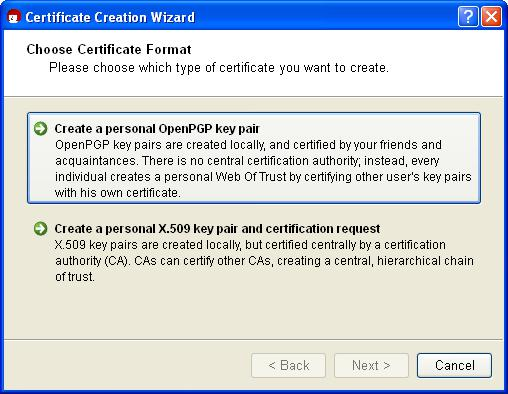 Certificate Creation Wizard
Choose Certificate Format
Please choose which type of certificate you want to create.
Create a personal OpenPGP key pair
OpenPGP key pairs are created locally, and certified by your friends and
acquaintances. There is no central certification authority; instead, every
individual creates a personal Web Of Trust by certifying other user's key pairs
with his own certificate.
Create a personal X.509 key pair and certification request
X.509 key pairs are created locally, but certified centrally by a certification
authority (CA). CAs can certify other CAs, creating a central, hierarchical chain
of trust.
< Back
Next >
Cancel